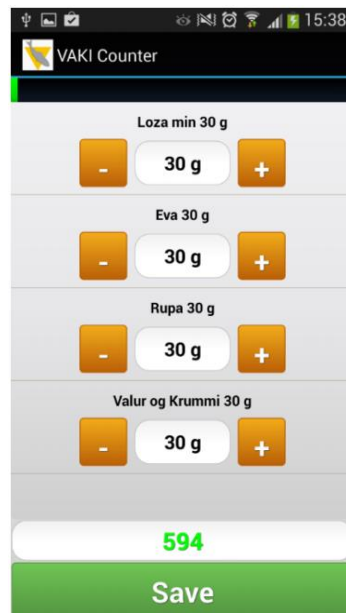 15:38
VAKI Counter
Loza min 30 g
- 30 g +
Eva 30 g
- 30 g +
Rupa 30 g
- 30 g +
Valur og Krummi 30 g
- 30 g +
594
Save